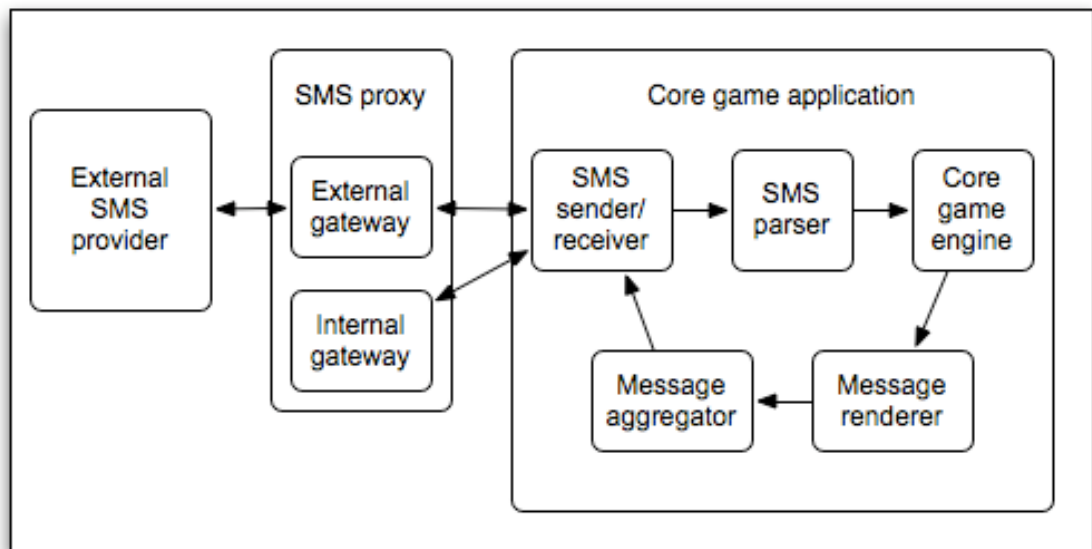 SMS proxy
Core game application
External
SMS
provider
External
gateway
SMS
sender/
receiver
SMS
parser
Core
game
engine
Internal
gateway
Message
aggregator
Message
renderer